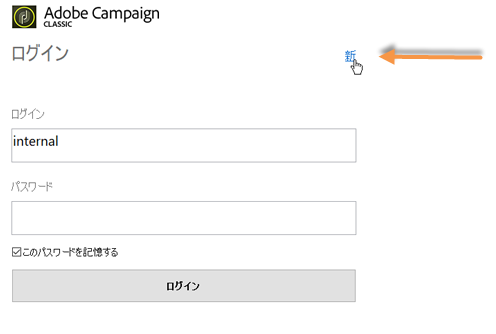 Adobe Campaign
CLASSIC
ログイン
新
ログイン
internal
パスワード
このパスワードを記憶する
ログイン